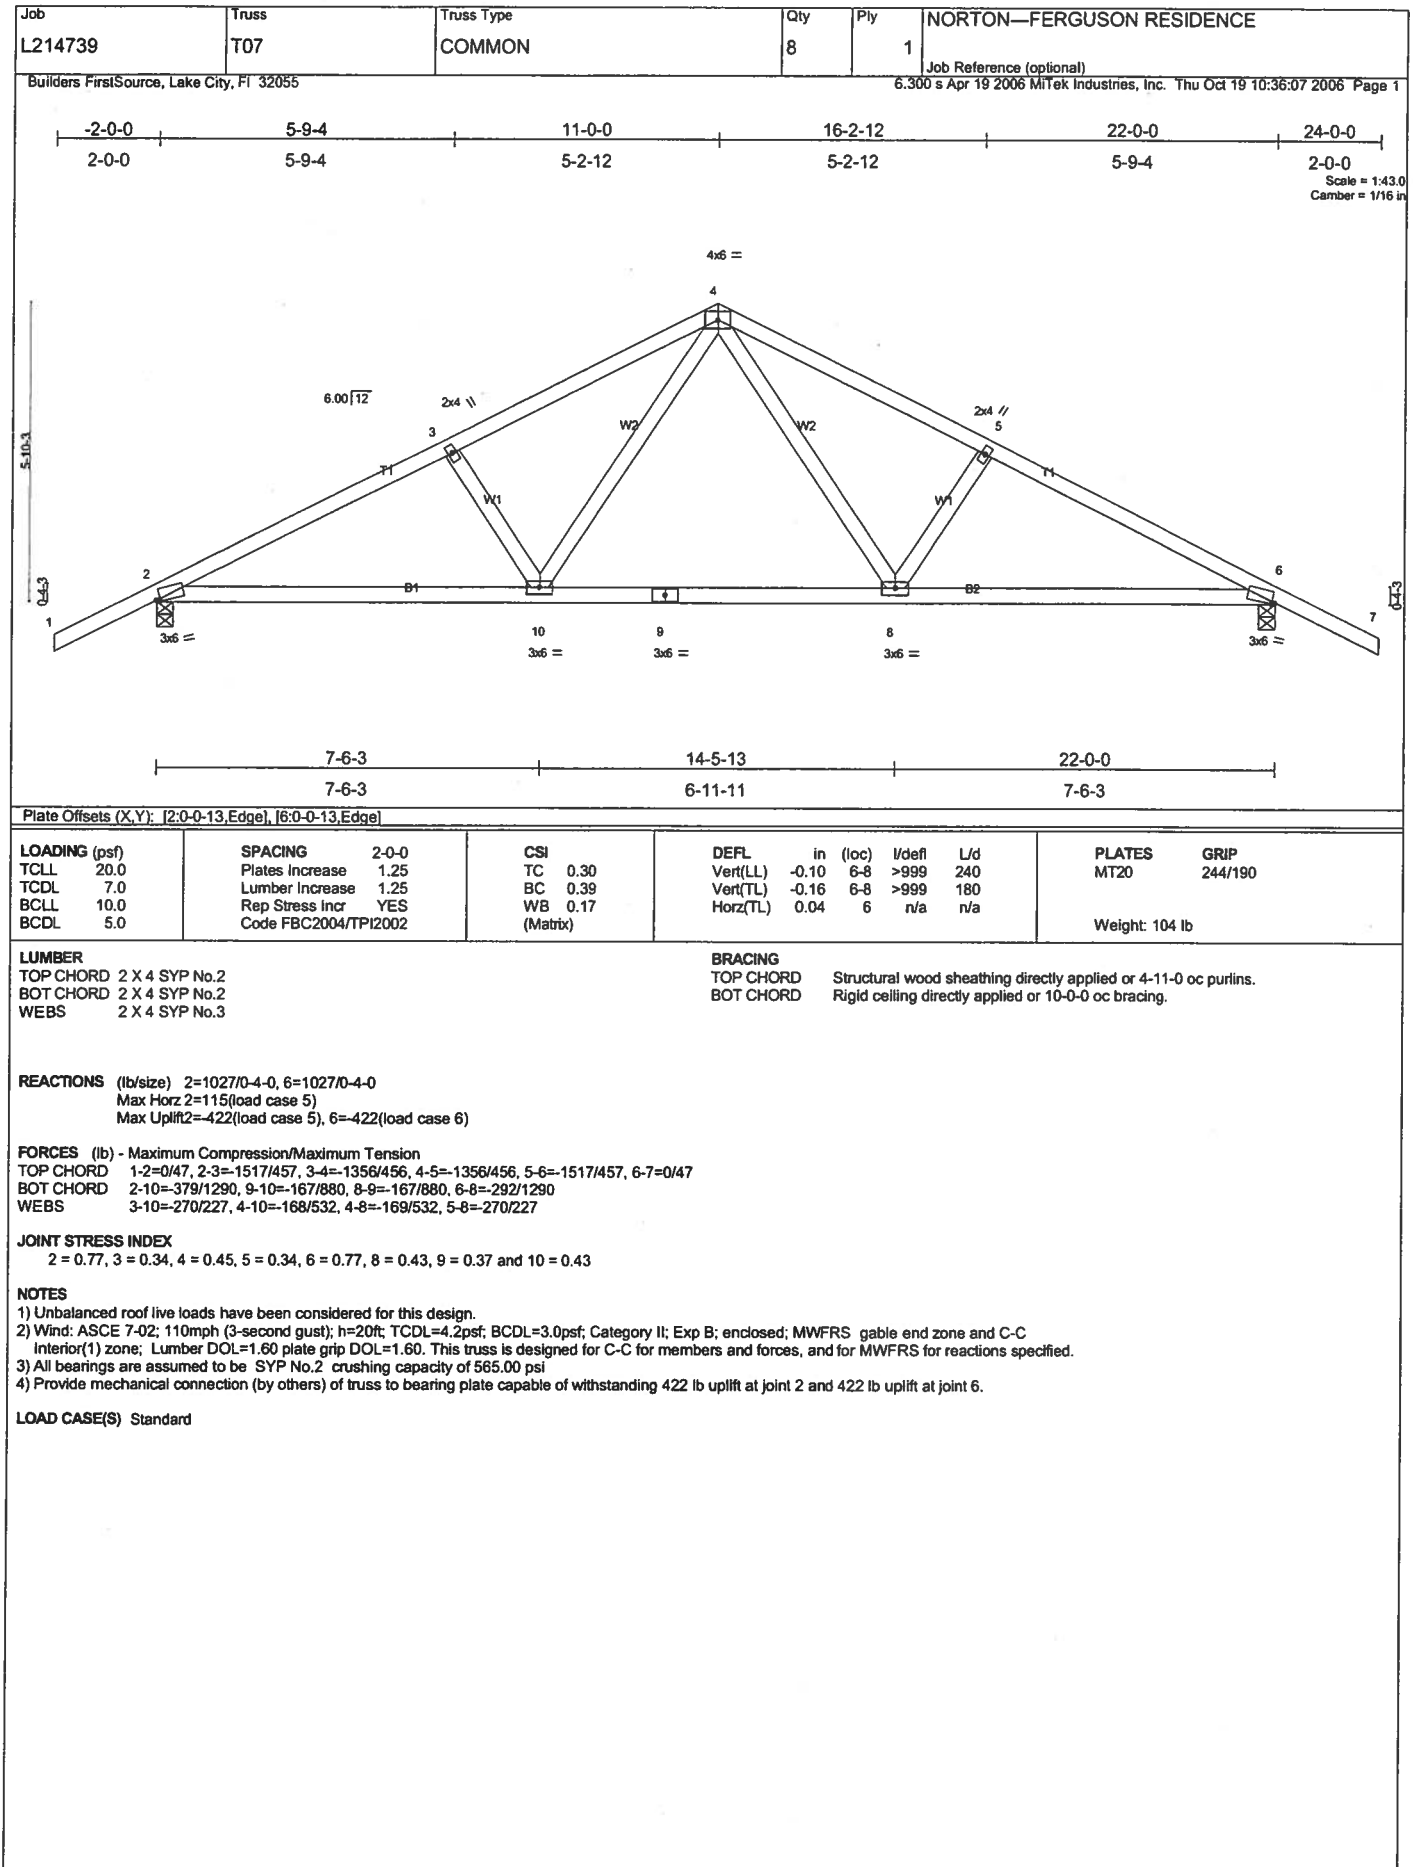 Job Truss Truss Type Qty Ply NORTON—FERGUSON RESIDENCE
L214739 T07 COMMON 8 1
Job Reference (optional)
Builders FirstSource, Lake City, Fl 32055 6.300 s Apr 19 2006 MiTek Industries, Inc. Thu Oct 19 10:36:07 2006 Page 1
-2-0-0 5-9-4 11-0-0 16-2-12 22-0-0 24-0-0
2-0-0 5-9-4 5-2-12 5-2-12 5-9-4 2-0-0
Scale = 1:43.0
Camber = 1/16 in
4x6 =
4
6.00 12
2x4 \\
3
2x4 //
5
W2 W2
5-10-3
T1 T1
W1 W1
2 6
0-4-3 0-4-3
B1 B2
1 7
3x6 = 3x6 =
10 9 8
3x6 = 3x6 = 3x6 =
7-6-3 14-5-13 22-0-0
7-6-3 6-11-11 7-6-3
Plate Offsets (X,Y): [2:0-0-13,Edge], [6:0-0-13,Edge]
LOADING (psf) SPACING 2-0-0 CSI DEFL in (loc) l/defl L/d PLATES GRIP
TCLL 20.0 Plates Increase 1.25 TC 0.30 Vert(LL) -0.10 6-8 >999 240 MT20 244/190
TCDL 7.0 Lumber Increase 1.25 BC 0.39 Vert(TL) -0.16 6-8 >999 180
BCLL 10.0 Rep Stress Incr YES WB 0.17 Horz(TL) 0.04 6 n/a n/a
BCDL 5.0 Code FBC2004/TPI2002 (Matrix) Weight: 104 lb
LUMBER
TOP CHORD 2 X 4 SYP No.2
BOT CHORD 2 X 4 SYP No.2
WEBS 2 X 4 SYP No.3
BRACING
TOP CHORD Structural wood sheathing directly applied or 4-11-0 oc purlins.
BOT CHORD Rigid ceiling directly applied or 10-0-0 oc bracing.
REACTIONS (lb/size) 2=1027/0-4-0, 6=1027/0-4-0
Max Horz 2=115(load case 5)
Max Uplift2=-422(load case 5), 6=-422(load case 6)
FORCES (lb) - Maximum Compression/Maximum Tension
TOP CHORD 1-2=0/47, 2-3=-1517/457, 3-4=-1356/456, 4-5=-1356/456, 5-6=-1517/457, 6-7=0/47
BOT CHORD 2-10=-379/1290, 9-10=-167/880, 8-9=-167/880, 6-8=-292/1290
WEBS 3-10=-270/227, 4-10=-168/532, 4-8=-169/532, 5-8=-270/227
JOINT STRESS INDEX
2 = 0.77, 3 = 0.34, 4 = 0.45, 5 = 0.34, 6 = 0.77, 8 = 0.43, 9 = 0.37 and 10 = 0.43
NOTES
1) Unbalanced roof live loads have been considered for this design.
2) Wind: ASCE 7-02; 110mph (3-second gust); h=20ft; TCDL=4.2psf; BCDL=3.0psf; Category II; Exp B; enclosed; MWFRS gable end zone and C-C
Interior(1) zone; Lumber DOL=1.60 plate grip DOL=1.60. This truss is designed for C-C for members and forces, and for MWFRS for reactions specified.
3) All bearings are assumed to be SYP No.2 crushing capacity of 565.00 psi
4) Provide mechanical connection (by others) of truss to bearing plate capable of withstanding 422 lb uplift at joint 2 and 422 lb uplift at joint 6.
LOAD CASE(S) Standard